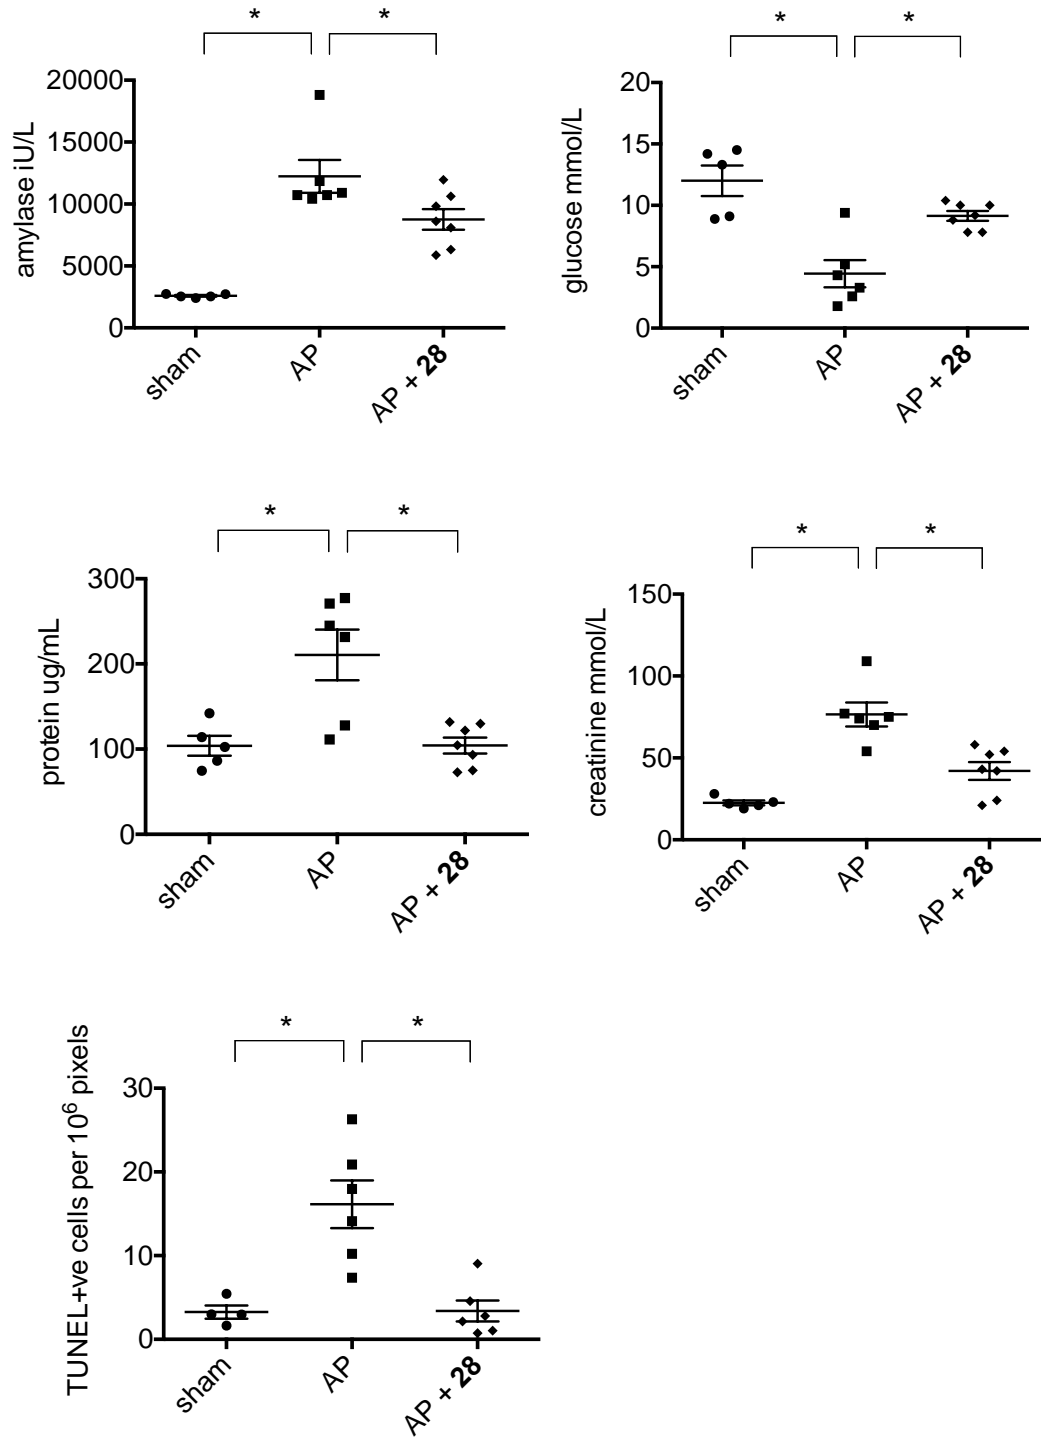 * *
amylase iU/L
20000
15000
10000
5000
0
sham
AP
AP + 28
* *
glucose mmol/L
20
15
10
5
0
sham
AP
AP + 28
* *
protein ug/mL
300
200
100
0
sham
AP
AP + 28
* *
creatinine mmol/L
150
100
50
0
sham
AP
AP + 28
* *
TUNEL+ve cells per 10⁶ pixels
30
20
10
0
sham
AP
AP + 28